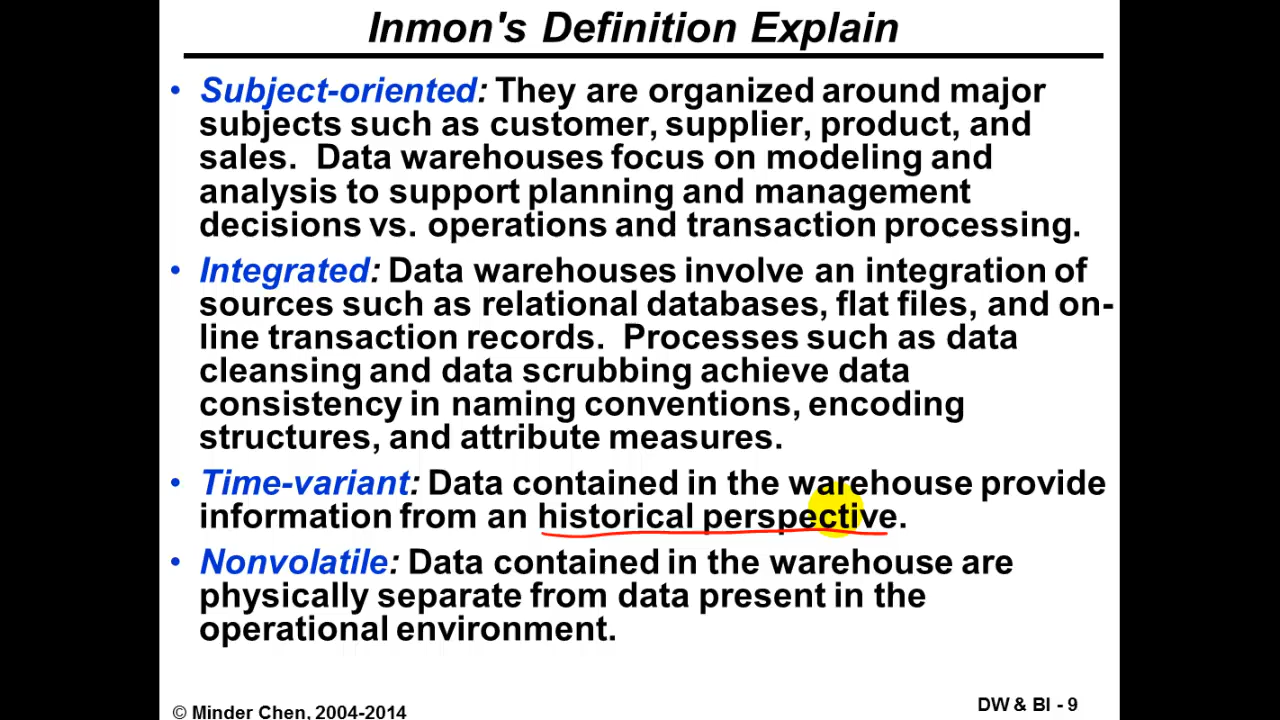 Inmon's Definition Explain
• Subject-oriented: They are organized around major
subjects such as customer, supplier, product, and
sales.  Data warehouses focus on modeling and
analysis to support planning and management
decisions vs. operations and transaction processing.
• Integrated: Data warehouses involve an integration of
sources such as relational databases, flat files, and on-
line transaction records.  Processes such as data
cleansing and data scrubbing achieve data
consistency in naming conventions, encoding
structures, and attribute measures.
• Time-variant: Data contained in the warehouse provide
information from an historical perspective.
• Nonvolatile: Data contained in the warehouse are
physically separate from data present in the
operational environment.
© Minder Chen, 2004-2014
DW & BI - 9